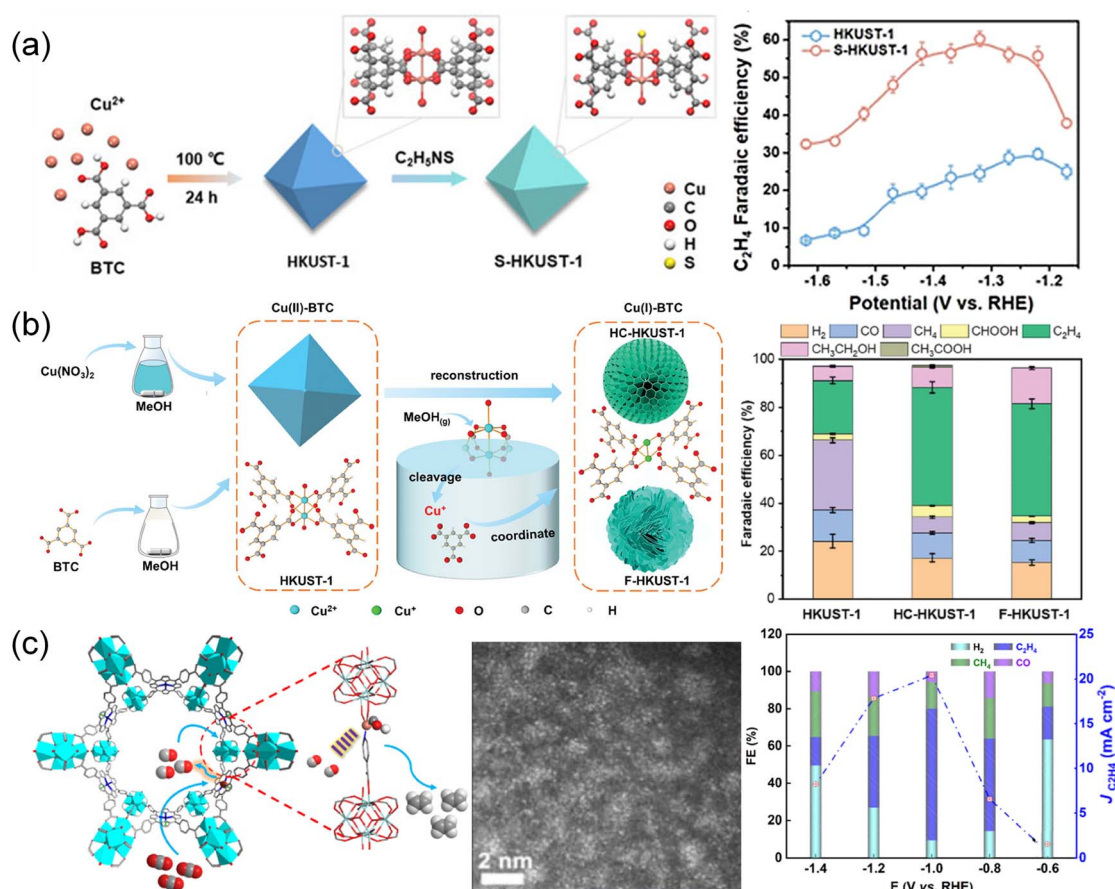 (a)
Cu²⁺
BTC
100 °C
24 h
HKUST-1
C₂H₅NS
S-HKUST-1
Cu
C
O
H
S
C₂H₄ Faradaic efficiency (%)
60
50
40
30
20
10
0
HKUST-1
S-HKUST-1
-1.6 -1.5 -1.4 -1.3 -1.2
Potential (V vs. RHE)
(b)
Cu(NO₃)₂
MeOH
BTC
MeOH
Cu(II)-BTC
HKUST-1
reconstruction
MeOH(g)
cleavage
Cu⁺
coordinate
Cu(I)-BTC
HC-HKUST-1
F-HKUST-1
Cu²⁺ Cu⁺ O C H
H₂ CO CH₄ CHOOH C₂H₄
CH₃CH₂OH CH₃COOH
Faradaic efficiency (%)
100
80
60
40
20
0
HKUST-1 HC-HKUST-1 F-HKUST-1
(c)
2 nm
FE (%)
120
100
80
60
40
20
0
H₂ C₂H₄
CH₄ CO
25
20
15
10
5
0
J C2H4 (mA cm⁻²)
-1.4 -1.2 -1.0 -0.8 -0.6
E (V vs. RHE)